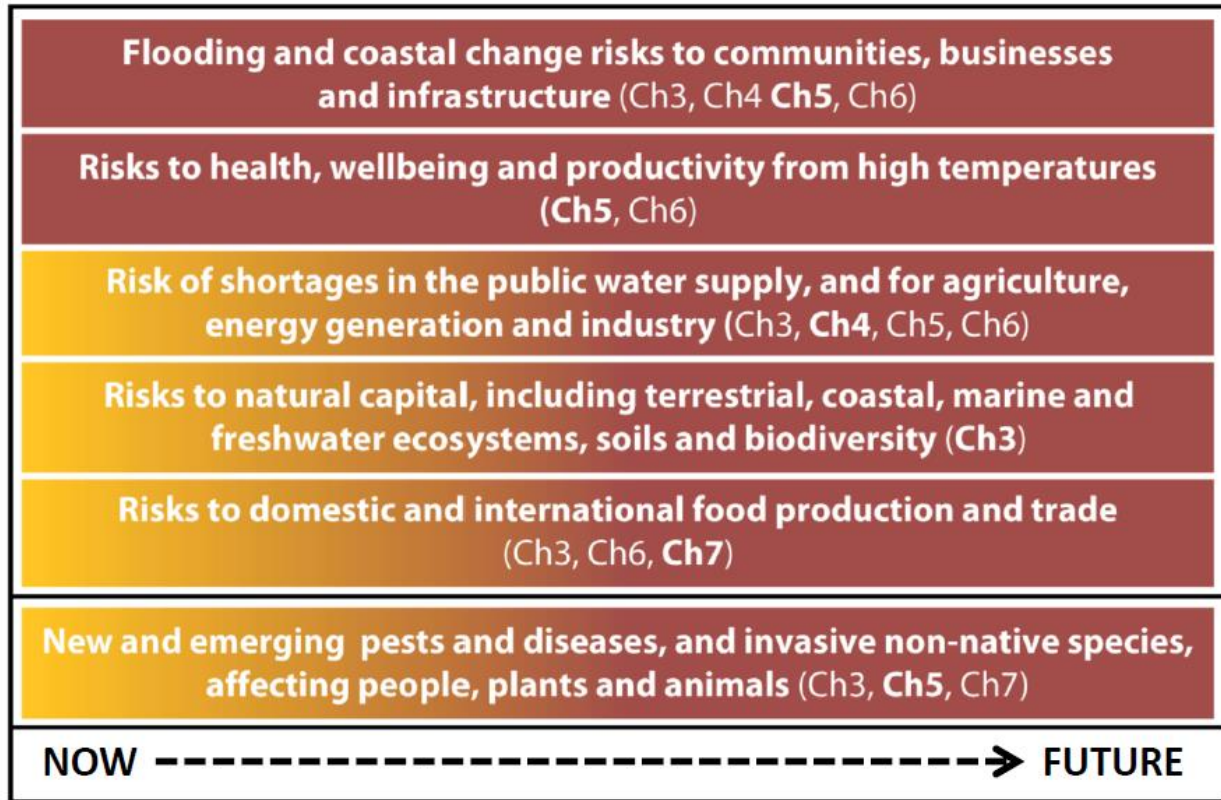 Flooding and coastal change risks to communities, businesses
and infrastructure (Ch3, Ch4 Ch5, Ch6)
Risks to health, wellbeing and productivity from high temperatures
(Ch5, Ch6)
Risk of shortages in the public water supply, and for agriculture,
energy generation and industry (Ch3, Ch4, Ch5, Ch6)
Risks to natural capital, including terrestrial, coastal, marine and
freshwater ecosystems, soils and biodiversity (Ch3)
Risks to domestic and international food production and trade
(Ch3, Ch6, Ch7)
New and emerging pests and diseases, and invasive non-native species,
affecting people, plants and animals (Ch3, Ch5, Ch7)
NOW FUTURE